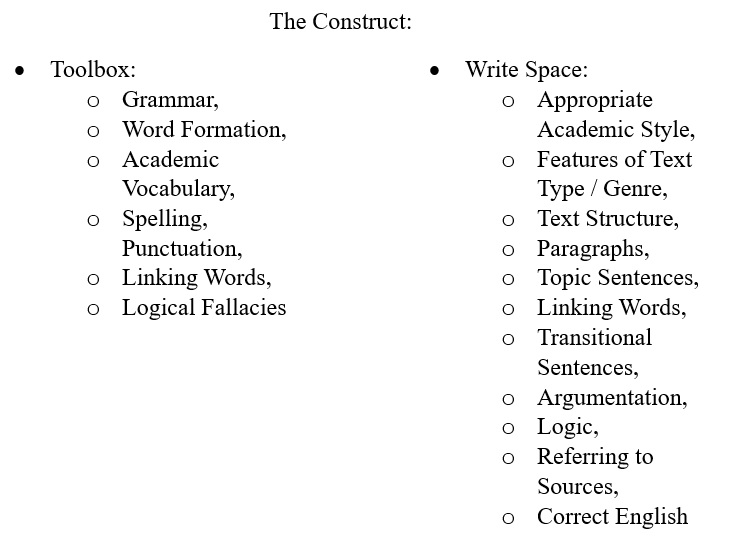 The Construct:
• Toolbox:
o Grammar,
o Word Formation,
o Academic
Vocabulary,
o Spelling,
Punctuation,
o Linking Words,
o Logical Fallacies
• Write Space:
o Appropriate
Academic Style,
o Features of Text
Type / Genre,
o Text Structure,
o Paragraphs,
o Topic Sentences,
o Linking Words,
o Transitional
Sentences,
o Argumentation,
o Logic,
o Referring to
Sources,
o Correct English